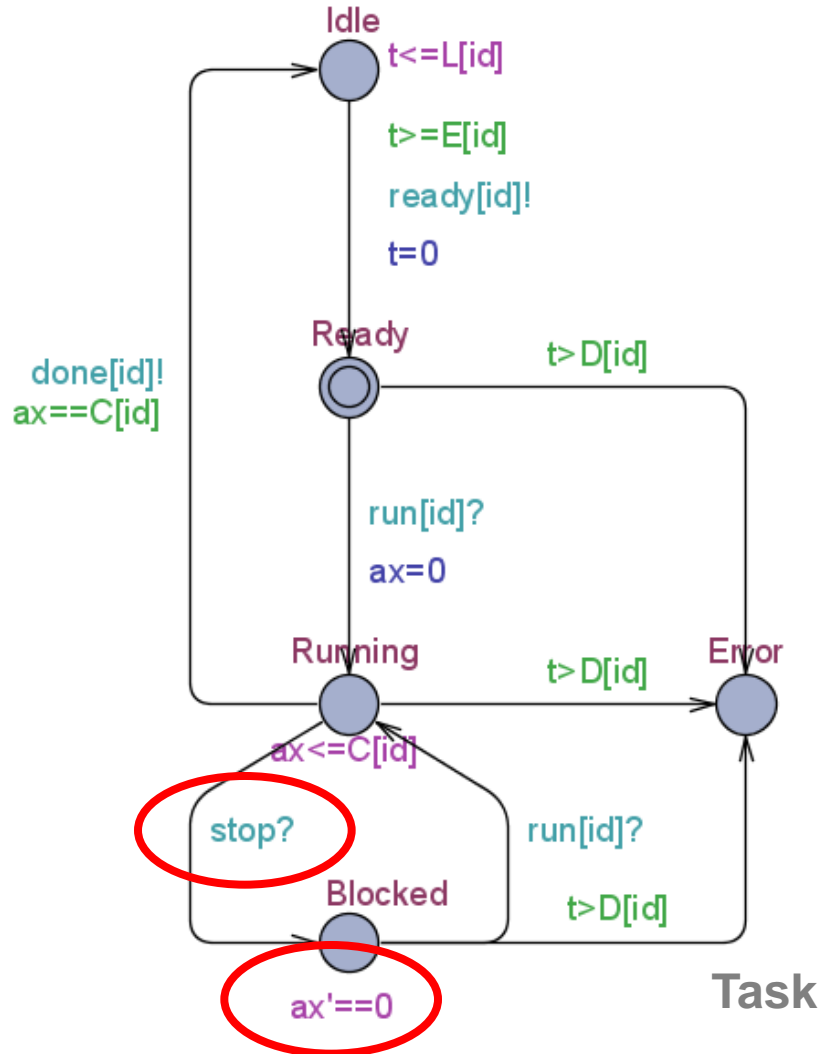 Idle
t<=L[id]
t>=E[id]
ready[id]!
t=0
Ready
t>D[id]
done[id]!
ax==C[id]
run[id]?
ax=0
Running
Error
t>D[id]
ax<=C[id]
stop?
run[id]?
Blocked
t>D[id]
ax'==0
Task